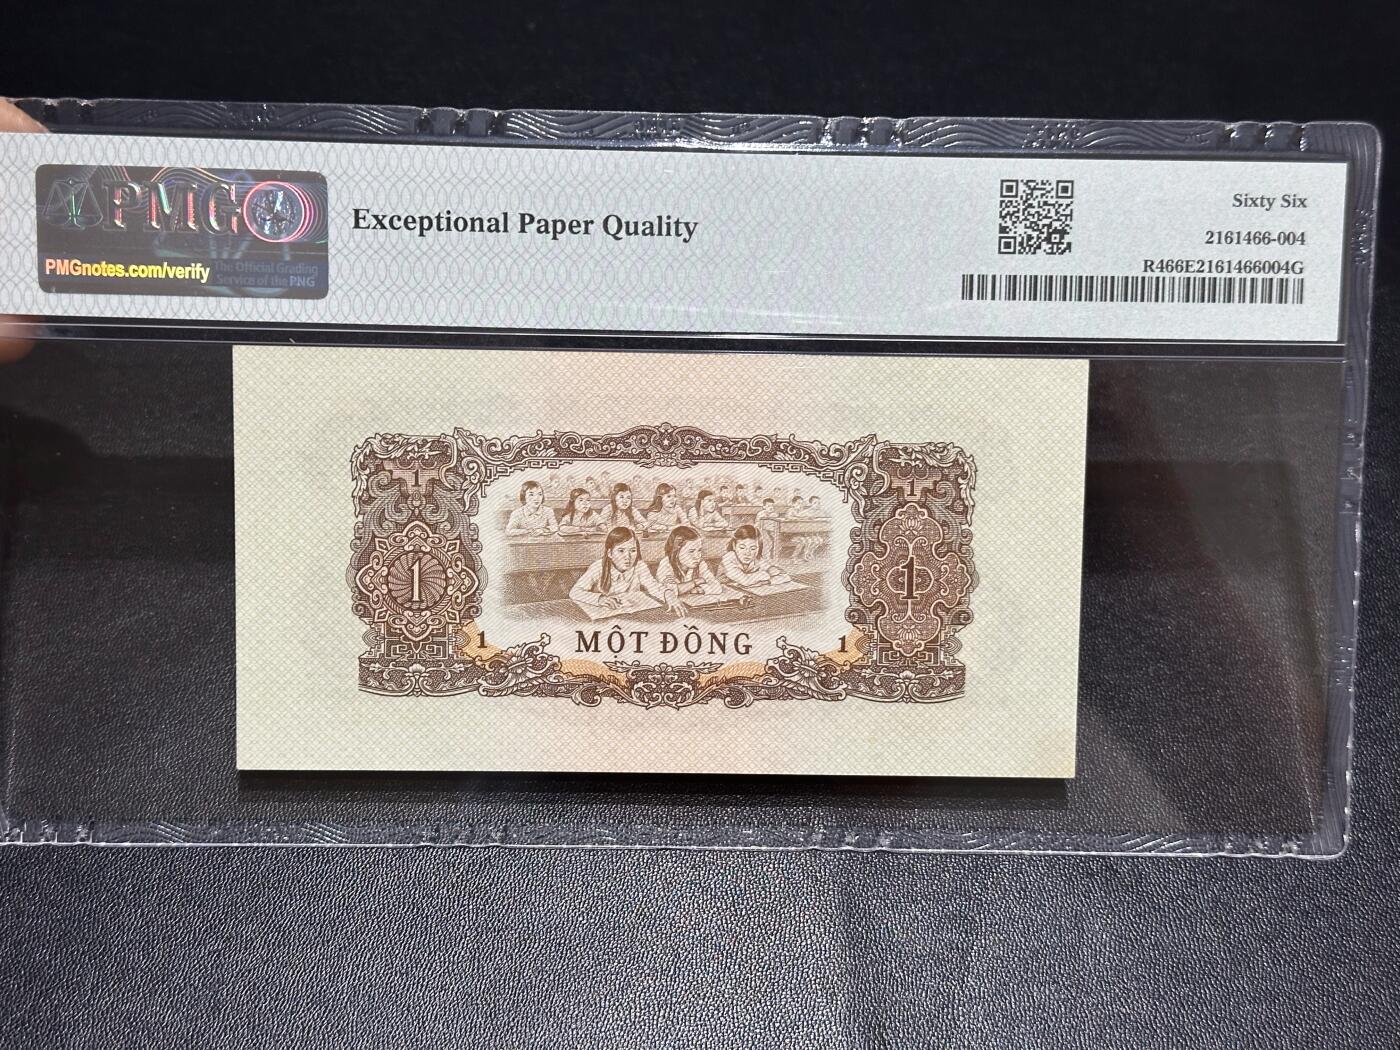 PMG
PMGnotes.com/verify
The Official Grading
Service of the PNG
Exceptional Paper Quality
Sixty Six
2161466-004
R466E2161466004G
1
1
1
1
1
1
MỘT ĐỒNG